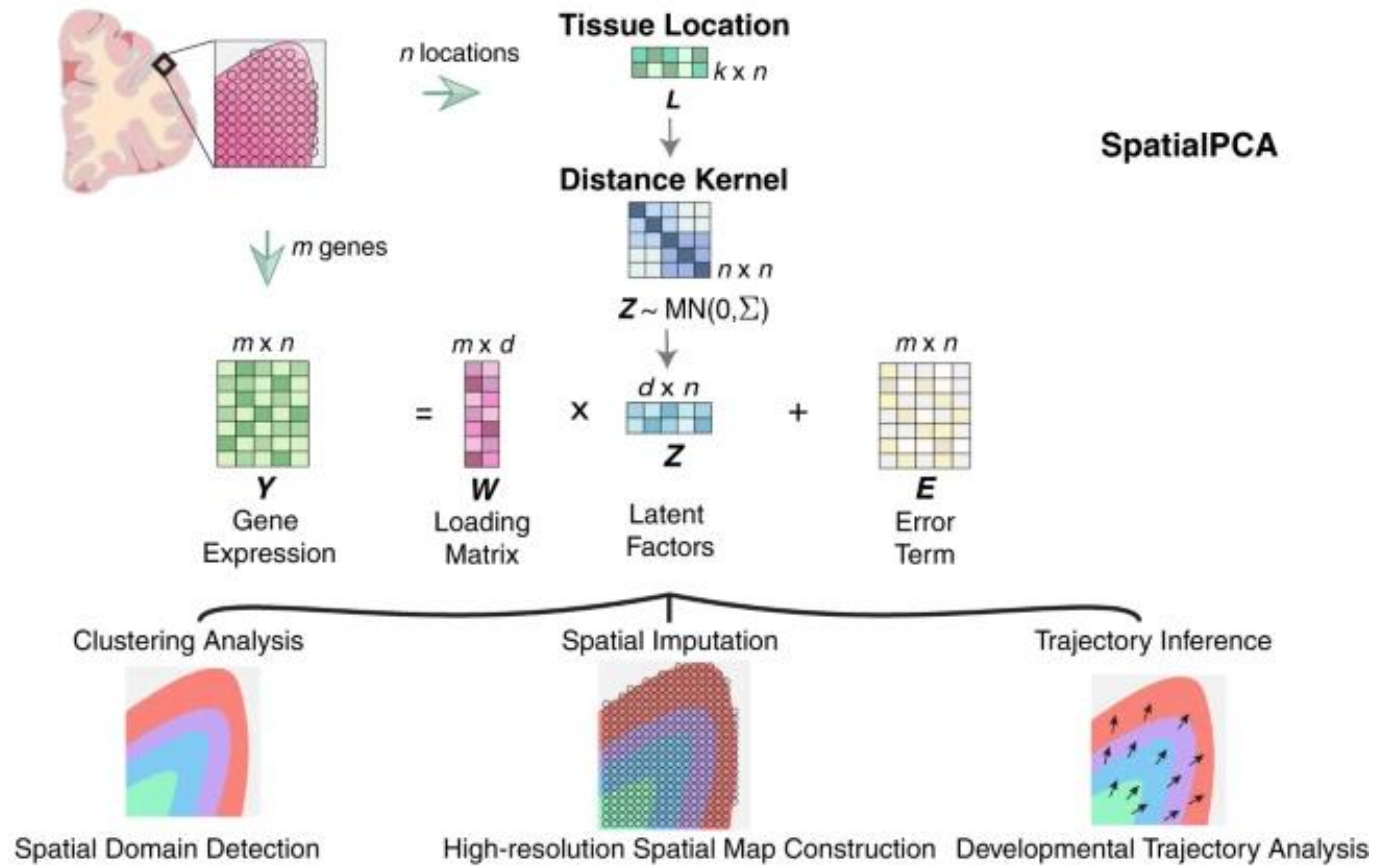 Tissue Location
n locations
k x n
L
SpatialPCA
Distance Kernel
m genes
n x n
Z ~ MN(0,Σ)
m x n
m x d
d x n
m x n
=
x
+
Y
W
Z
E
Gene
Expression
Loading
Matrix
Latent
Factors
Error
Term
Clustering Analysis
Spatial Imputation
Trajectory Inference
Spatial Domain Detection
High-resolution Spatial Map Construction
Developmental Trajectory Analysis